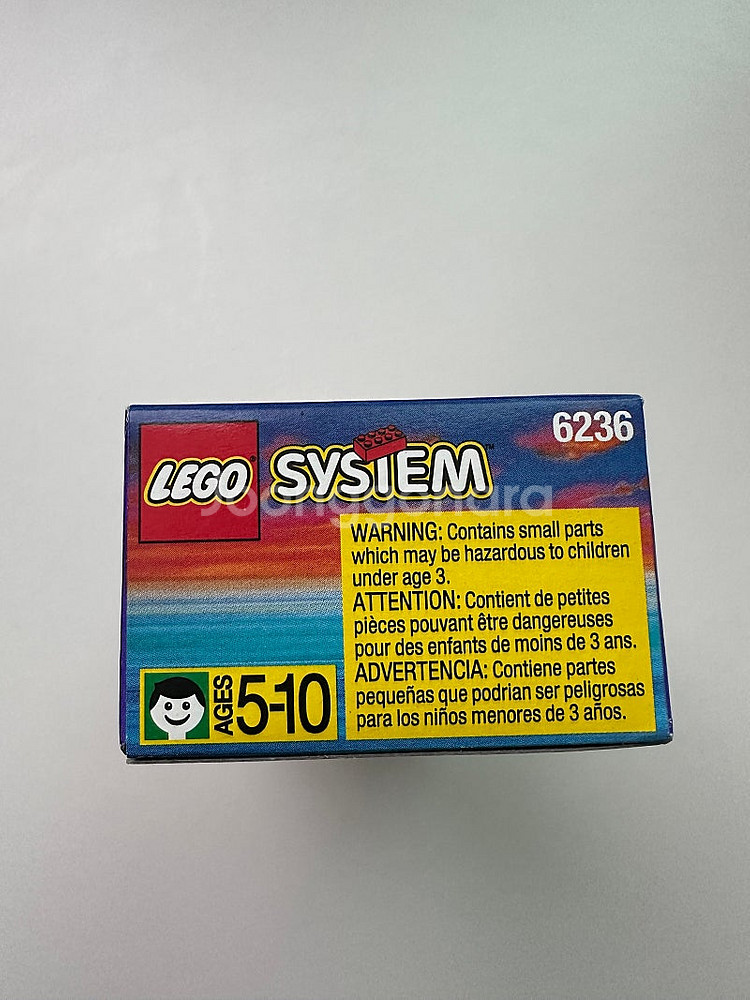 6236
LEGO SYSTEM
Joonggonara
WARNING: Contains small parts
which may be hazardous to children
under age 3.
ATTENTION: Contient de petites
pièces pouvant être dangereuses
pour des enfants de moins de 3 ans.
ADVERTENCIA: Contiene partes
pequeñas que podrian ser peligrosas
para los niños menores de 3 años.
AGES 5-10